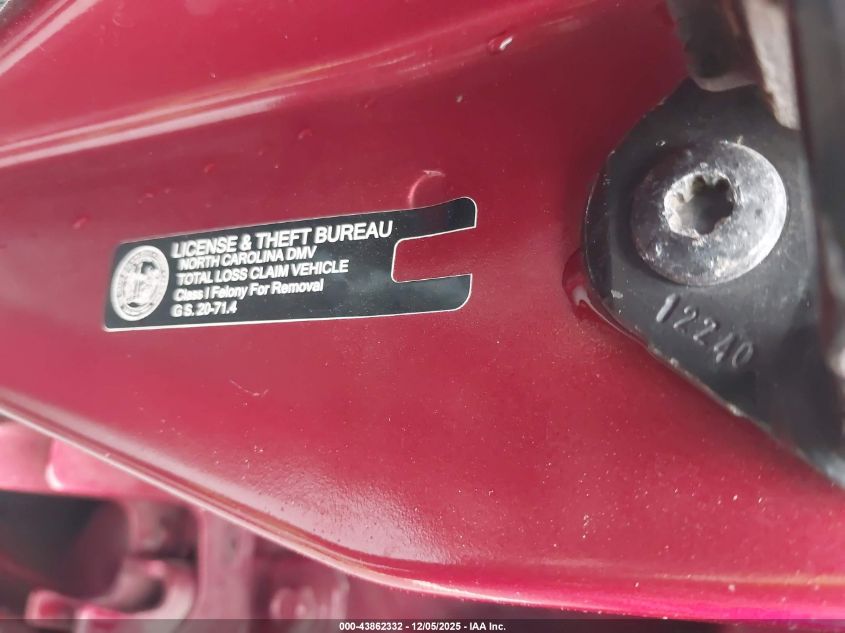 LICENSE & THEFT BUREAU
NORTH CAROLINA DMV
TOTAL LOSS CLAIM VEHICLE
Class I Felony For Removal
G S. 20-71.4
12240
000-43862332 - 12/05/2025 - IAA Inc.